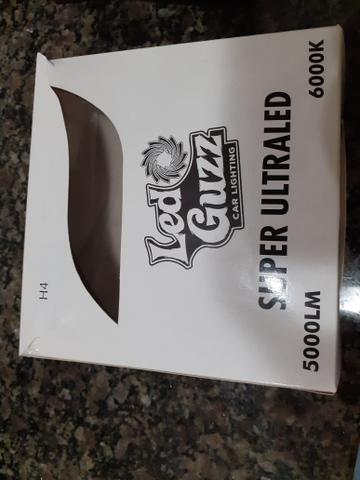 H4
Led
Guzz
CAR LIGHTING
SUPER ULTRALED
5000LM 6000K